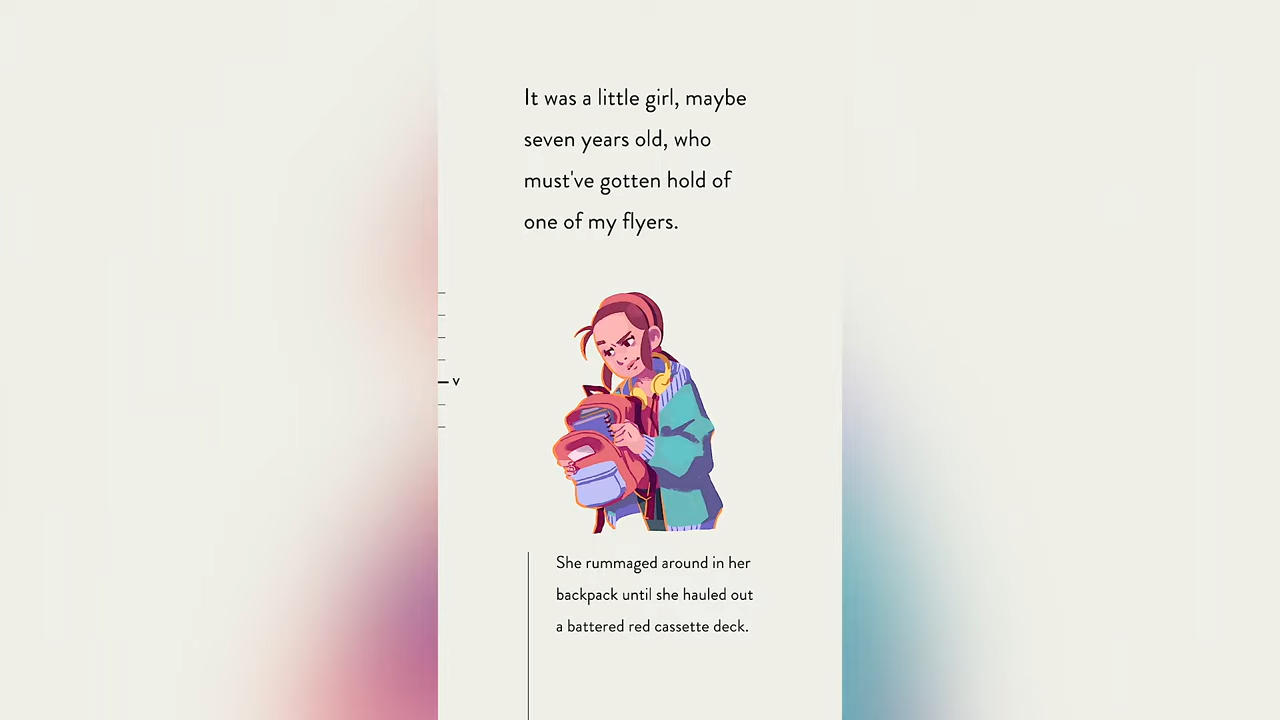 It was a little girl, maybe
seven years old, who
must've gotten hold of
one of my flyers.
V
She rummaged around in her
backpack until she hauled out
a battered red cassette deck.